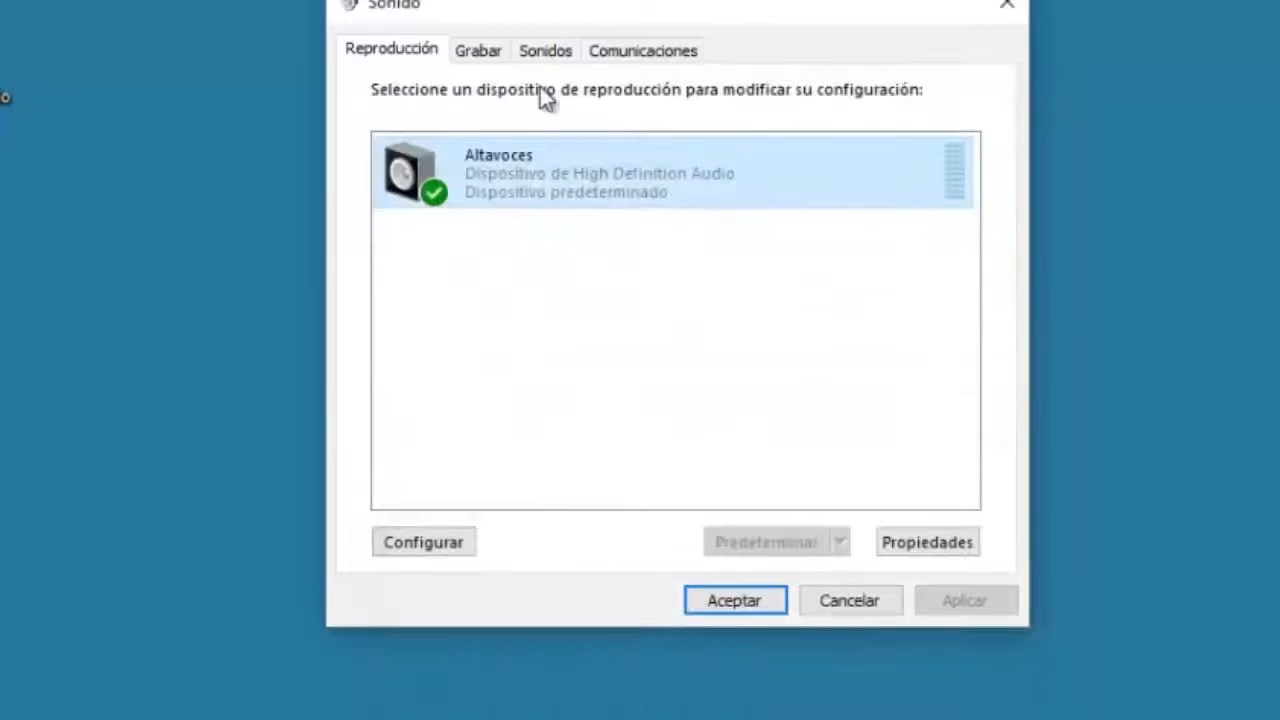 Sonido
Reproducción Grabar Sonidos Comunicaciones
Seleccione un dispositivo de reproducción para modificar su configuración:
Altavoces
Dispositivo de High Definition Audio
Dispositivo predeterminado
Configurar Predeterminar Propiedades
Aceptar Cancelar Aplicar
o